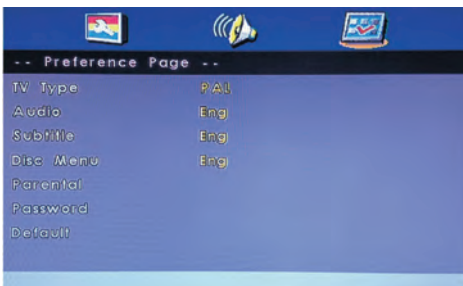 -- Preference Page --
TV Type PAL
Audio Eng
Subtitle Eng
Disc Menu Eng
Parental
Password
Default